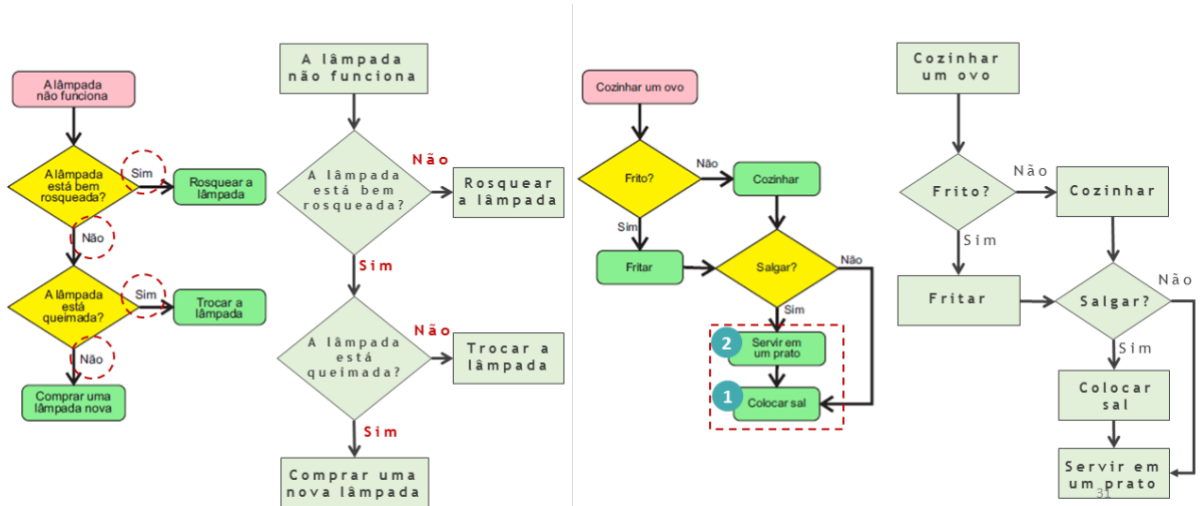 A lâmpada
não funciona
A lâmpada
está bem
rosqueada?
Sim
Rosquear a
lâmpada
Não
A lâmpada
está
queimada?
Sim
Trocar a
lâmpada
Não
Comprar uma
lâmpada nova
A lâmpada
não funciona
A lâmpada
está bem
rosqueada?
Não
Rosquear
a lâmpada
Sim
A lâmpada
está
queimada?
Não
Trocar a
lâmpada
Sim
Comprar uma
nova lâmpada
Cozinhar um ovo
Frito?
Não
Cozinhar
Sim
Fritar
Salgar?
Não
Sim
2
Servir em
um prato
1
Colocar sal
Cozinhar
um ovo
Frito?
Não
Cozinhar
Sim
Fritar
Salgar?
Não
Sim
Colocar
sal
Servir em
um prato
31